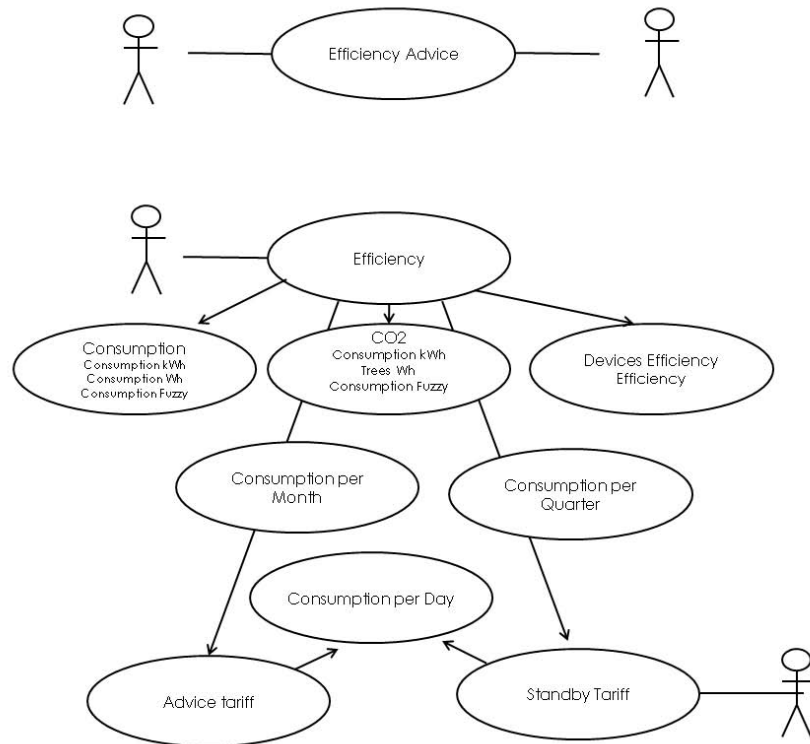 Efficiency Advice
Efficiency
Consumption
Consumption kWh
Consumption Wh
Consumption Fuzzy
CO2
Consumption kWh
Trees Wh
Consumption Fuzzy
Devices Efficiency
Efficiency
Consumption per
Month
Consumption per
Quarter
Consumption per Day
Advice tariff
Standby Tariff